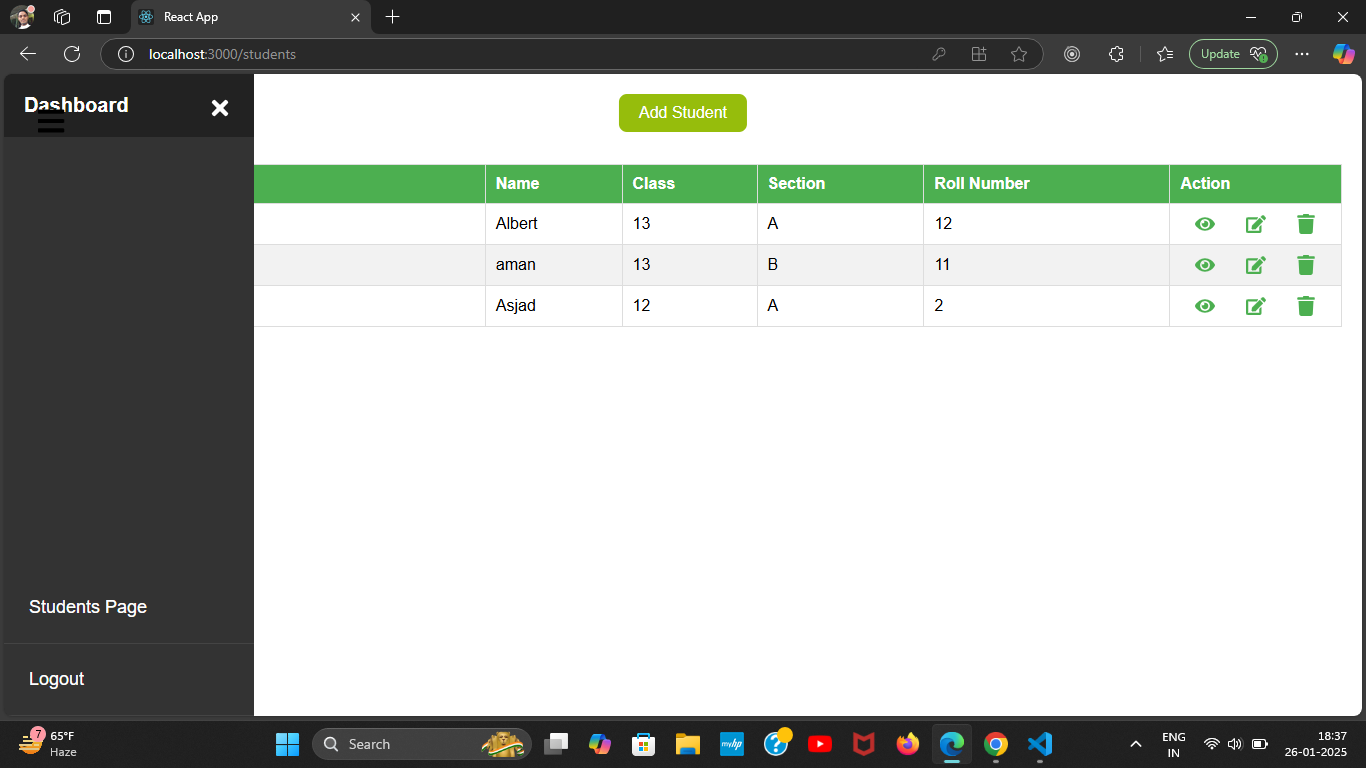 React App
localhost:3000/students
Update
Dashboard
Add Student
Name Class Section Roll Number Action
Albert 13 A 12
aman 13 B 11
Asjad 12 A 2
Students Page
Logout
7
65°F
Haze
Search
myhp
ENG
IN
18:37
26-01-2025